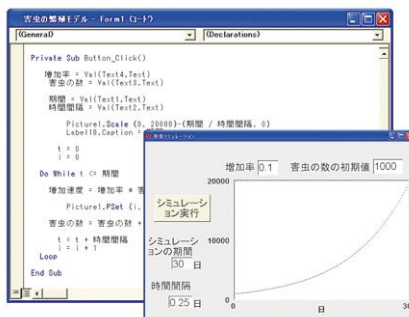 害虫の繁殖モデル - Form1 (コード)
(General) (Declarations)
Private Sub Button_Click()
増加率 = Val(Text4.Text)
害虫の数 = Val(Text3.Text)
期間 = Val(Text1.Text)
時間間隔 = Val(Text2.Text)
Picture1.Scale (0, 20000)-(期間 / 時間間隔, 0)
Label10.Caption =
t = 0
i = 0
Do While t <= 期間
増加速度 = 増加率 *
Picture1.PSet (i,
害虫の数 = 害虫の数 +
t = t + 時間間隔
i = i + 1
Loop
End Sub
増加率 0.1 害虫の数の初期値 1000
シミュレーシ
ョン実行
シミュレーシ
ョンの期間
30 日
時間間隔
0.25 日
20000
10000
0
0 日 30